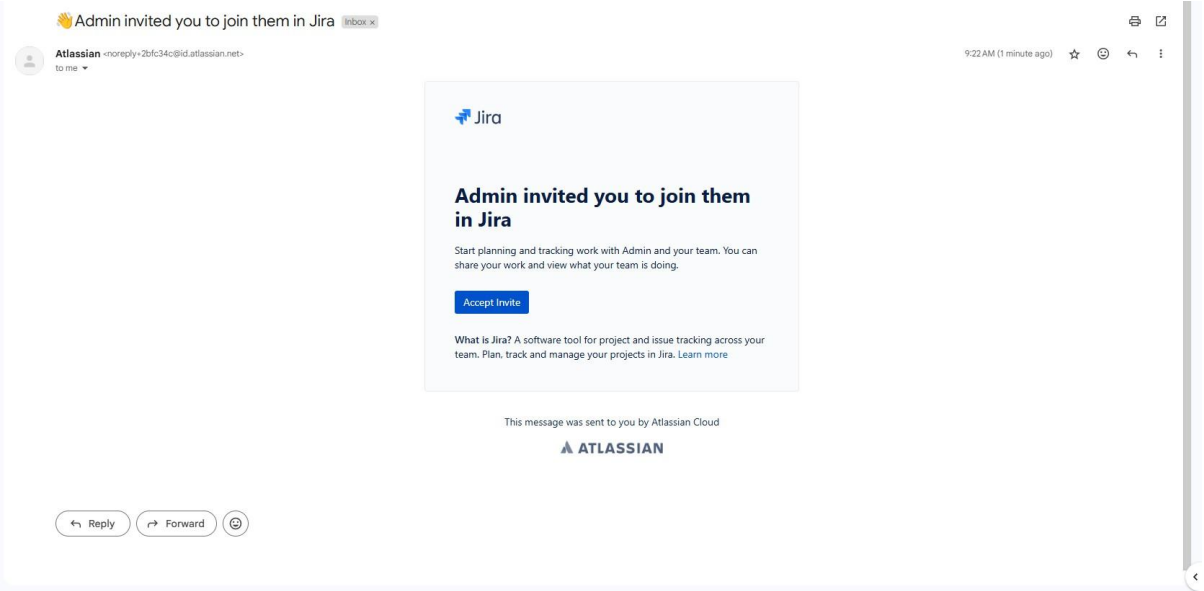 👋Admin invited you to join them in Jira Inbox ×
Atlassian <noreply+2bfc34c@id.atlassian.net> 9:22 AM (1 minute ago)
to me
Jira
Admin invited you to join them
in Jira
Start planning and tracking work with Admin and your team. You can
share your work and view what your team is doing.
Accept Invite
What is Jira? A software tool for project and issue tracking across your
team. Plan, track and manage your projects in Jira. Learn more
This message was sent to you by Atlassian Cloud
ATLASSIAN
Reply Forward